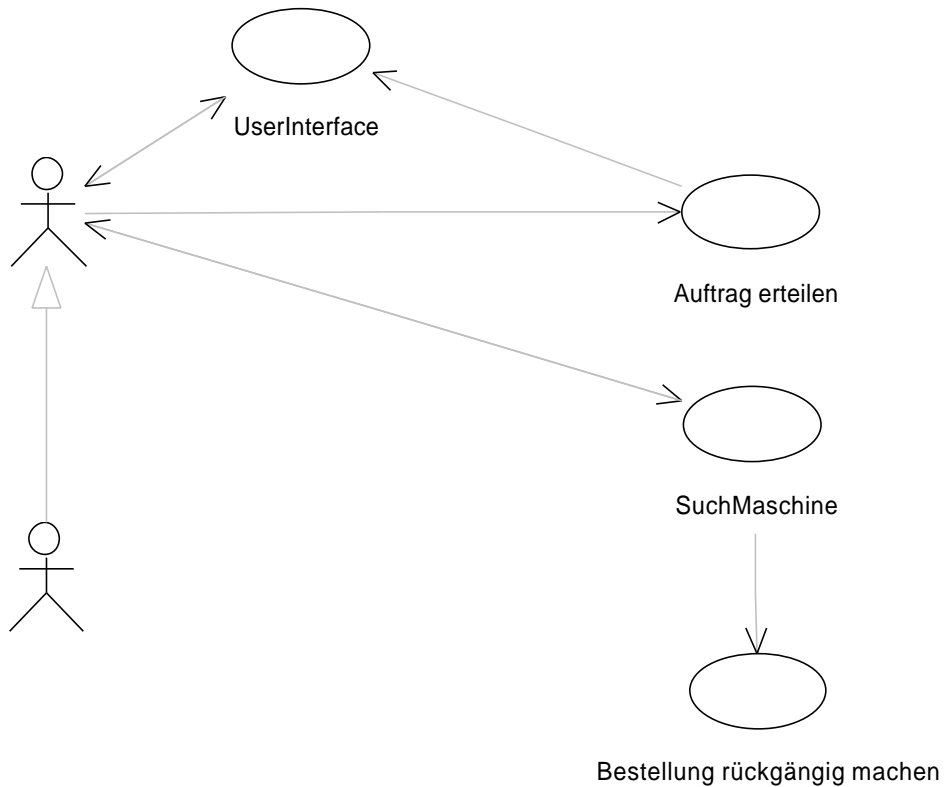 UserInterface
Auftrag erteilen
SuchMaschine
Bestellung rückgängig machen